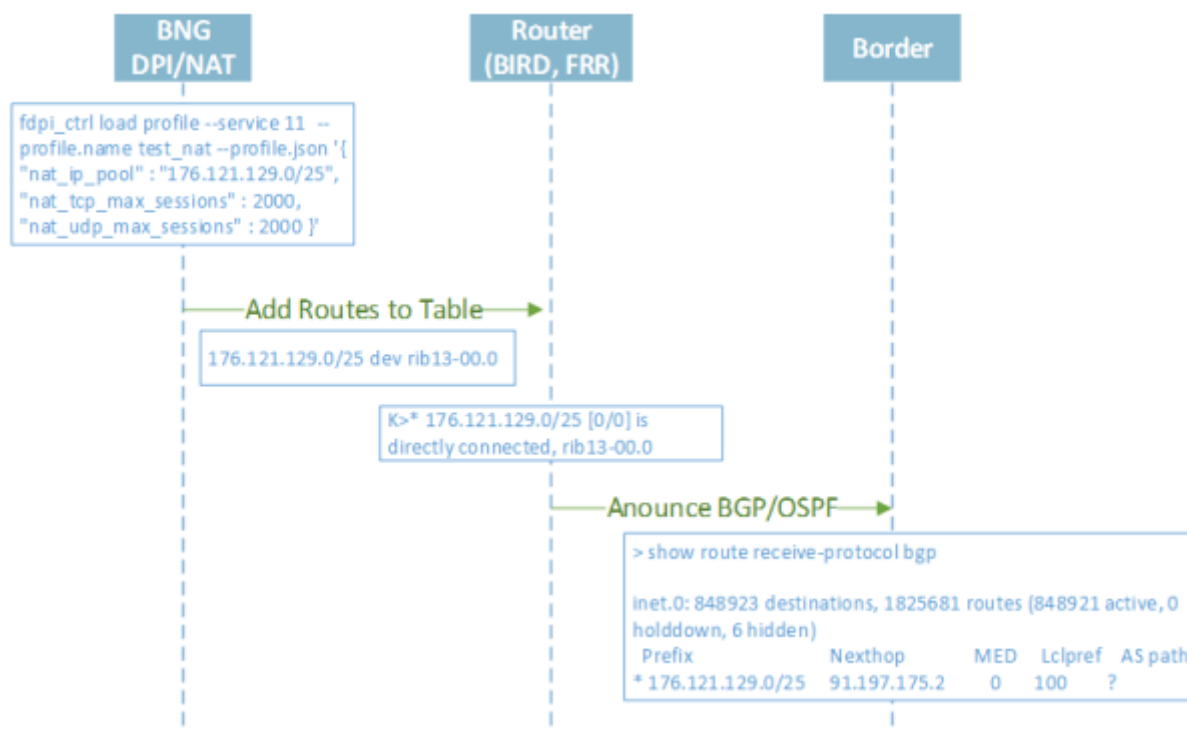 BNG
DPI/NAT
Router
(BIRD, FRR)
Border
fdpi_ctrl load profile --service 11 --
profile.name test_nat --profile.json '{
"nat_ip_pool" : "176.121.129.0/25",
"nat_tcp_max_sessions" : 2000,
"nat_udp_max_sessions" : 2000 }'
Add Routes to Table
176.121.129.0/25 dev rib13-00.0
K>* 176.121.129.0/25 [0/0] is
directly connected, rib13-00.0
Anounce BGP/OSPF
> show route receive-protocol bgp
inet.0: 848923 destinations, 1825681 routes (848921 active, 0
holddown, 6 hidden)
Prefix Nexthop MED Lclpref AS path
* 176.121.129.0/25 91.197.175.2 0 100 ?